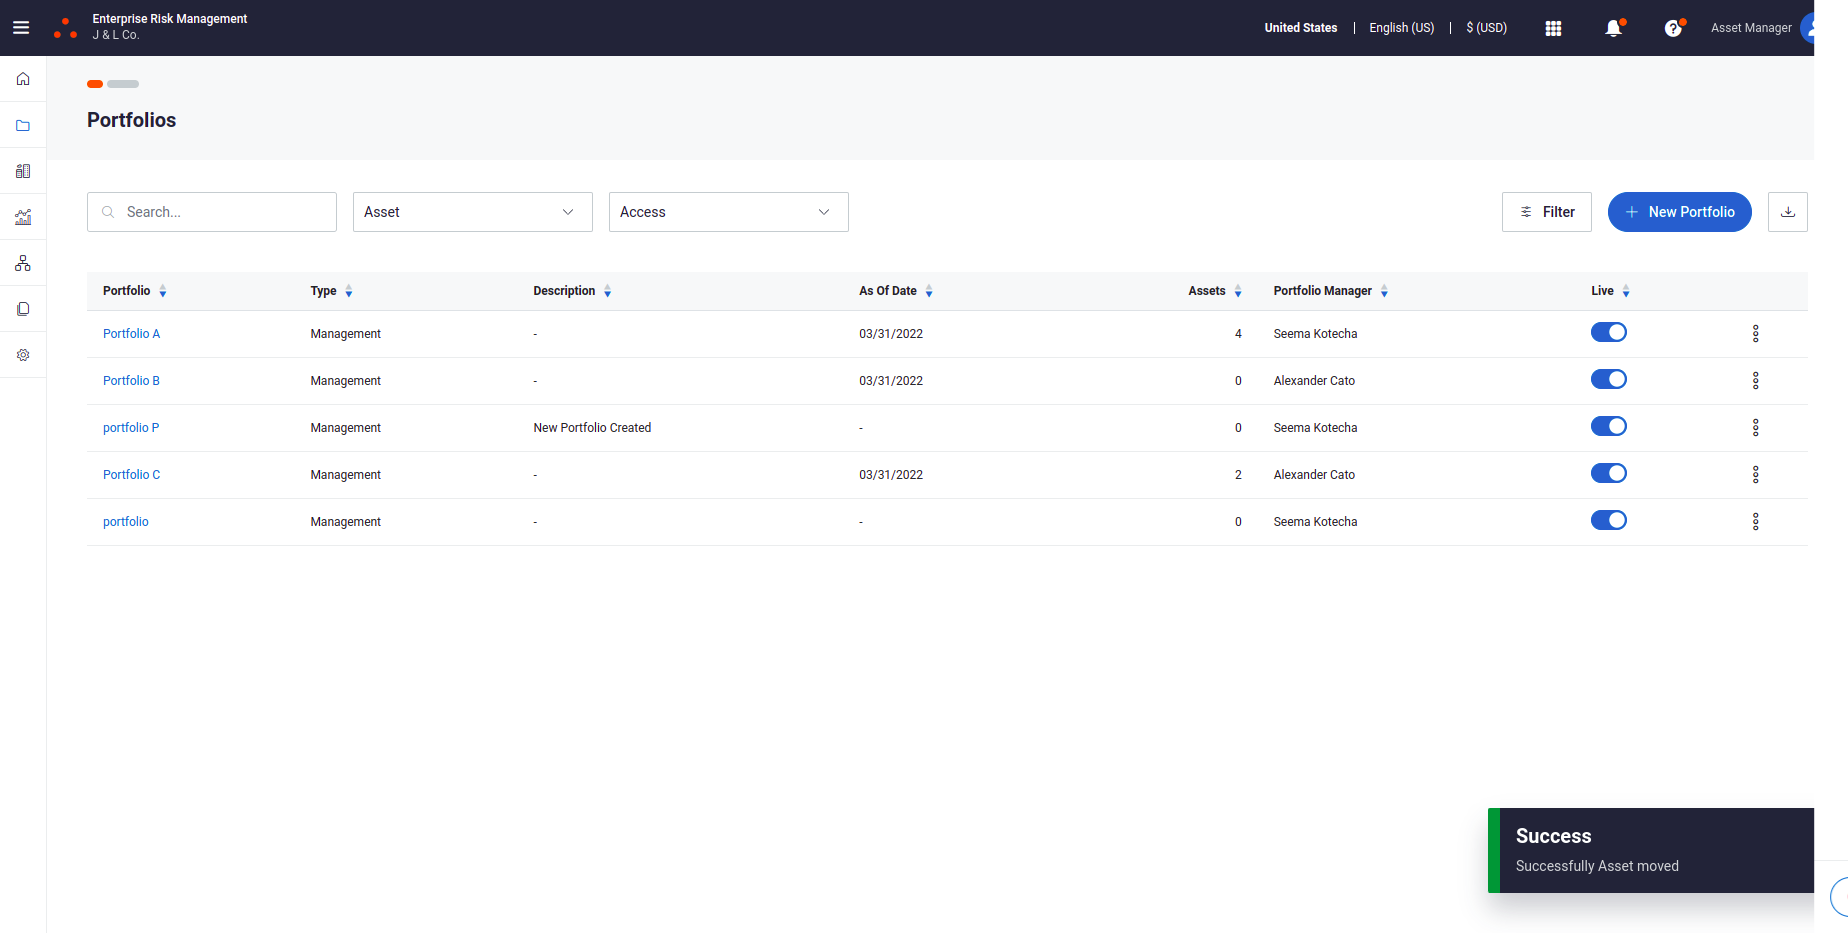 Enterprise Risk Management
J & L Co.
United States | English (US) | $ (USD)
Asset Manager
Portfolios
Search...
Asset
Access
Filter
New Portfolio
Portfolio Type Description As Of Date Assets Portfolio Manager Live
Portfolio A Management - 03/31/2022 4 Seema Kotecha
Portfolio B Management - 03/31/2022 0 Alexander Cato
portfolio P Management New Portfolio Created - 0 Seema Kotecha
Portfolio C Management - 03/31/2022 2 Alexander Cato
portfolio Management - - 0 Seema Kotecha
Success
Successfully Asset moved